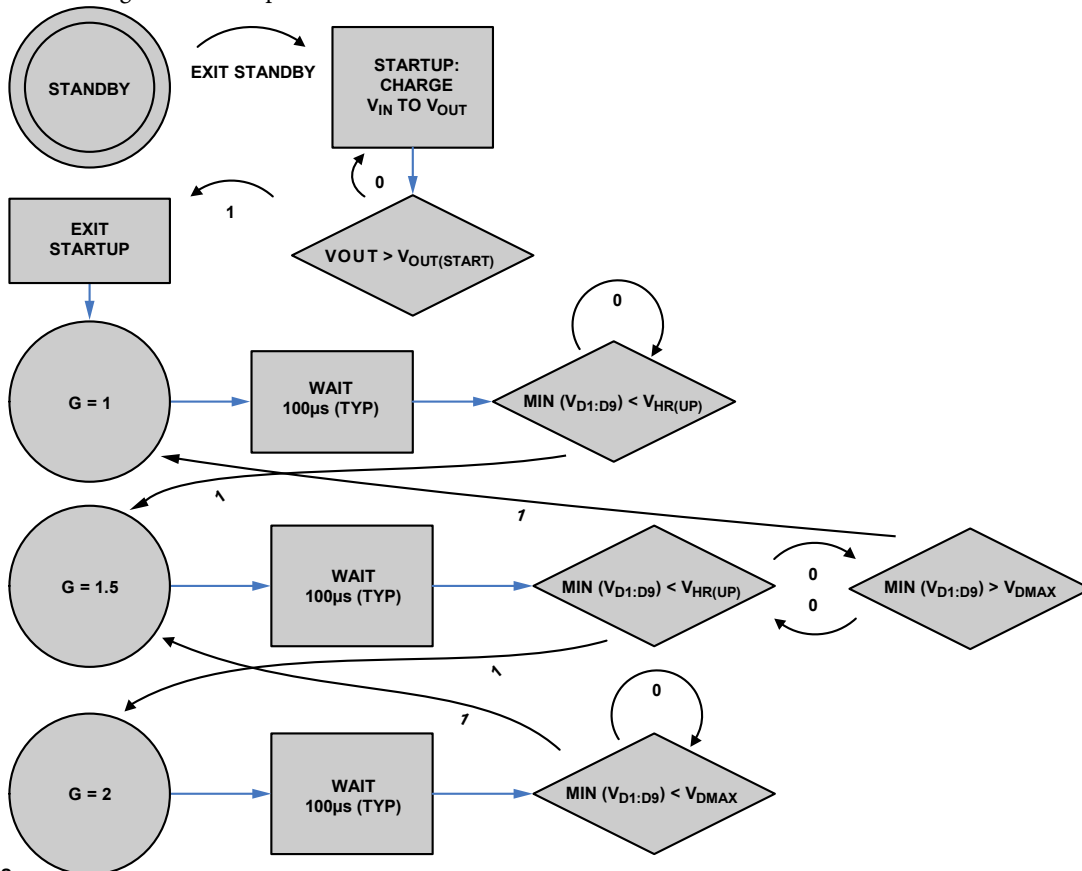 STANDBY
EXIT STANDBY
STARTUP:
CHARGE
VIN TO VOUT
0
1
EXIT
STARTUP
VOUT > VOUT(START)
0
G = 1
WAIT
100µs (TYP)
MIN (VD1:D9) < VHR(UP)
1
1
G = 1.5
WAIT
100µs (TYP)
MIN (VD1:D9) < VHR(UP)
0
0
MIN (VD1:D9) > VDMAX
1
1
0
G = 2
WAIT
100µs (TYP)
MIN (VD1:D9) < VDMAX